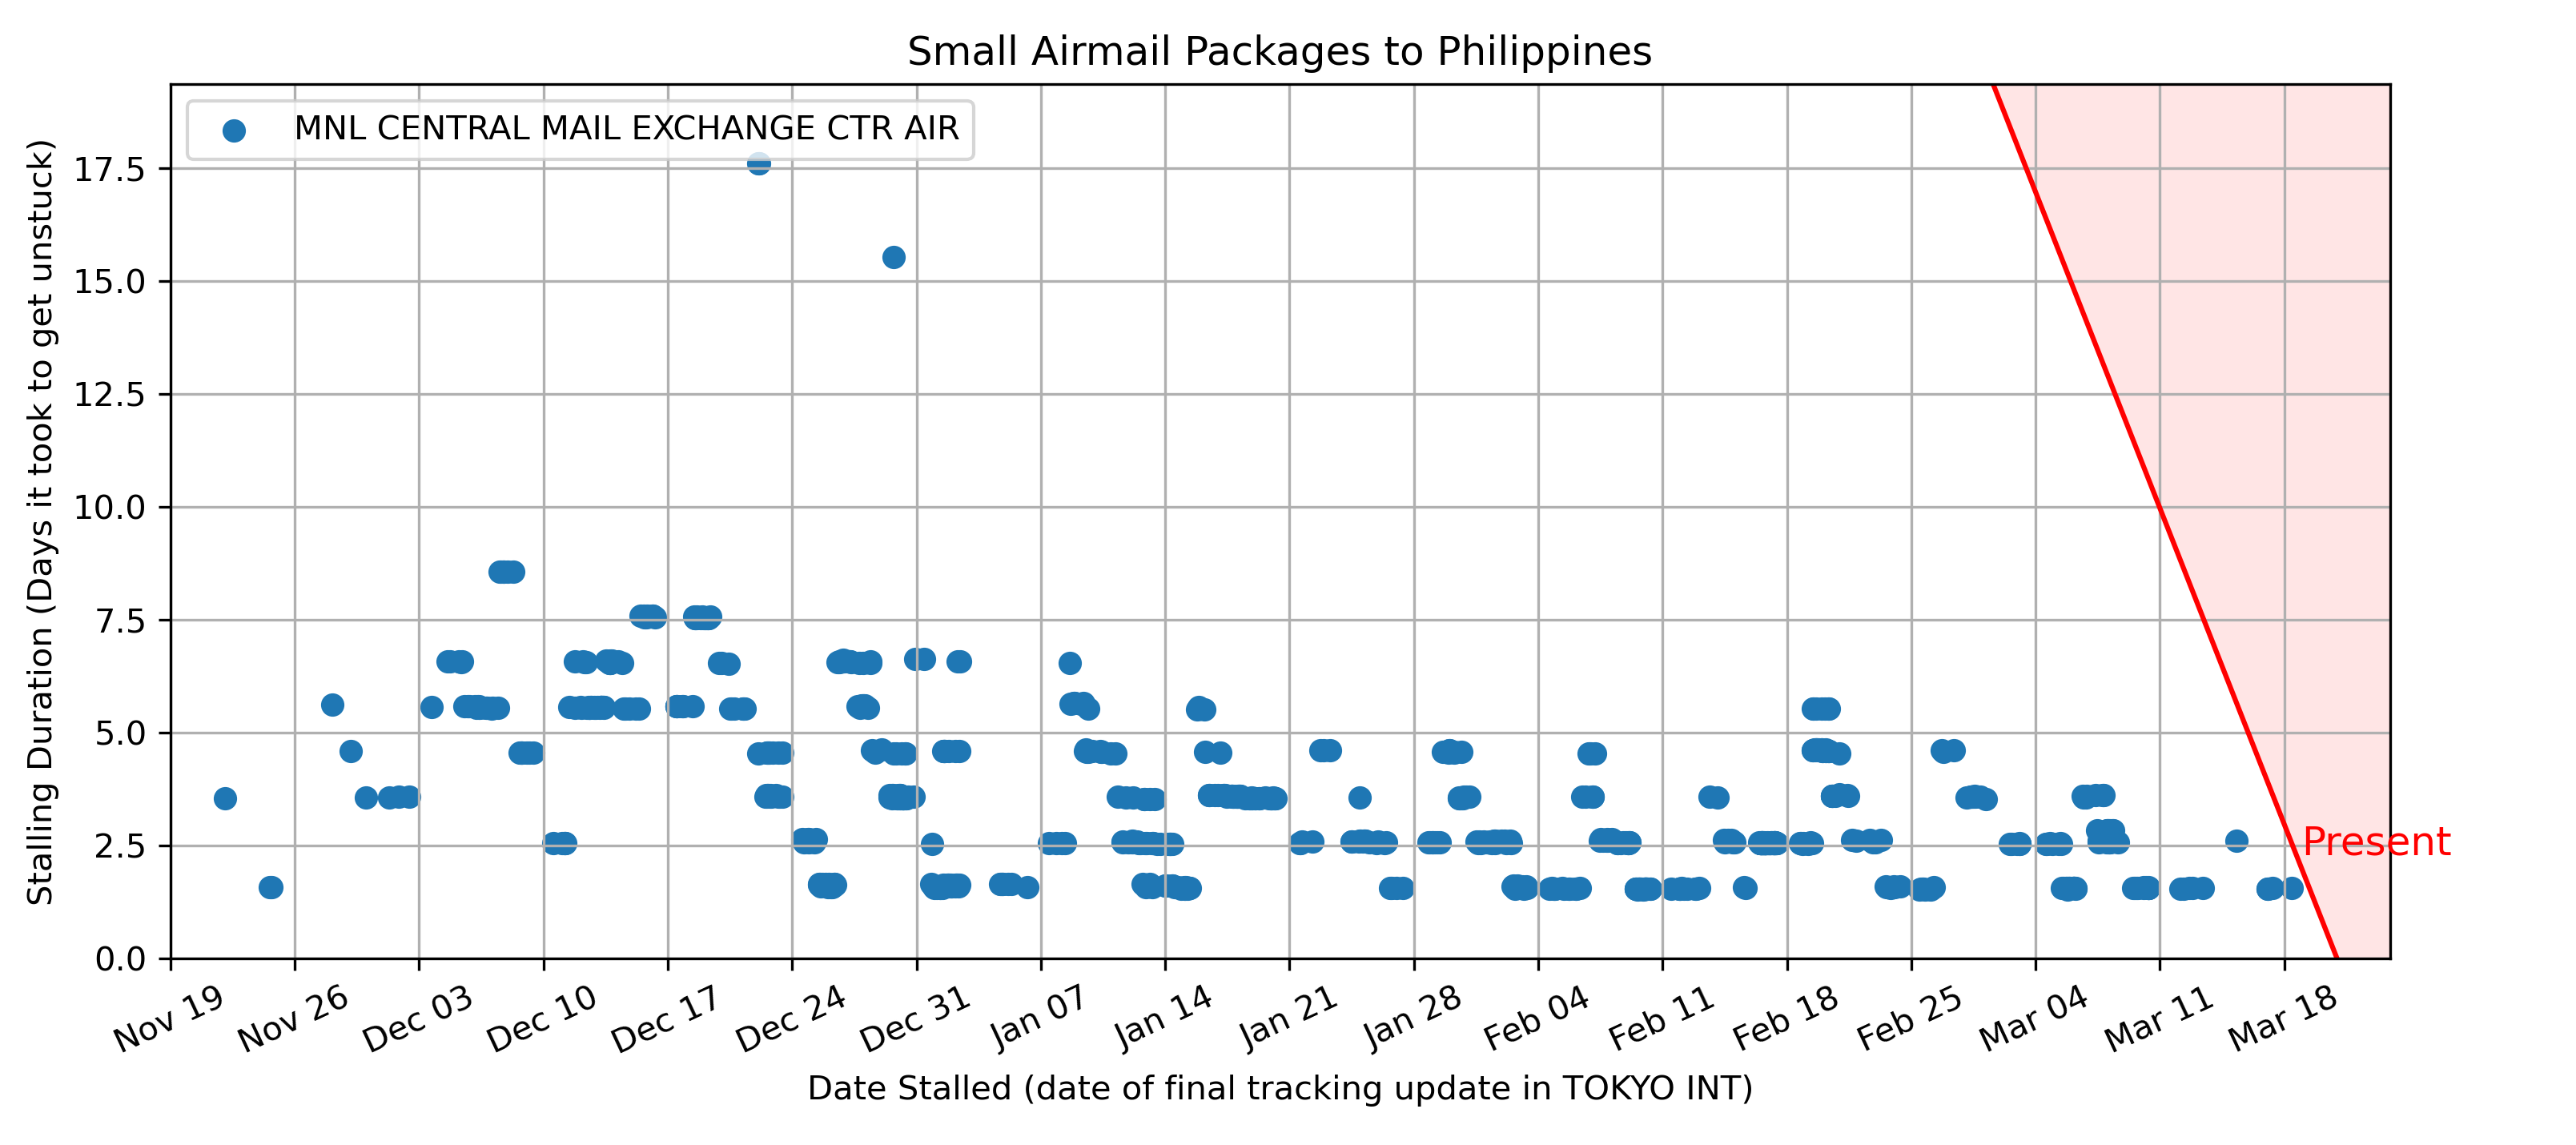 Small Airmail Packages to Philippines
MNL CENTRAL MAIL EXCHANGE CTR AIR
Stalling Duration (Days it took to get unstuck)
17.5
15.0
12.5
10.0
7.5
5.0
2.5
0.0
Present
Nov 19
Nov 26
Dec 03
Dec 10
Dec 17
Dec 24
Dec 31
Jan 07
Jan 14
Jan 21
Jan 28
Feb 04
Feb 11
Feb 18
Feb 25
Mar 04
Mar 11
Mar 18
Date Stalled (date of final tracking update in TOKYO INT)